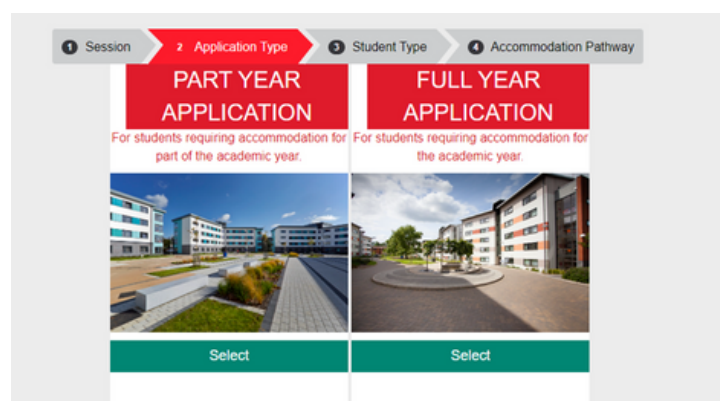 1 Session 2 Application Type 3 Student Type 4 Accommodation Pathway
PART YEAR
APPLICATION
For students requiring accommodation for
part of the academic year.
Select
FULL YEAR
APPLICATION
For students requiring accommodation for
the academic year.
Select